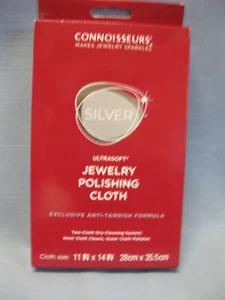 CONNOISSEURS®
MAKES JEWELRY SPARKLE®
SILVER
ULTRASOFT®
JEWELRY
POLISHING
CLOTH
EXCLUSIVE ANTI-TARNISH FORMULA
Two-Cloth Dry-Cleaning System:
Inner Cloth Cleans, Outer Cloth Polishes
Cloth size: 11 IN x 14 IN 28cm x 35.5cm